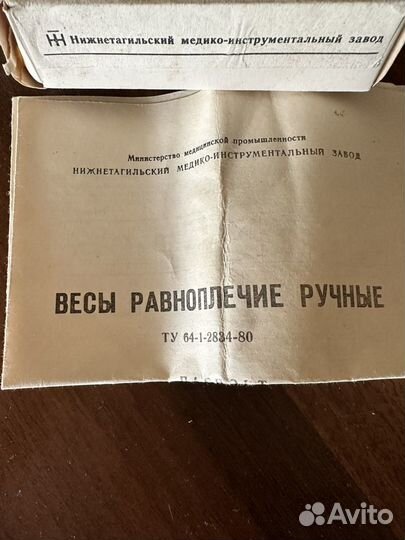 Нижнетагильский медико-инструментальный завод
Министерство медицинской промышленности
НИЖНЕТАГИЛЬСКИЙ МЕДИКО-ИНСТРУМЕНТАЛЬНЫЙ ЗАВОД
ВЕСЫ РАВНОПЛЕЧИЕ РУЧНЫЕ
ТУ 64-1-2834-80
Avito